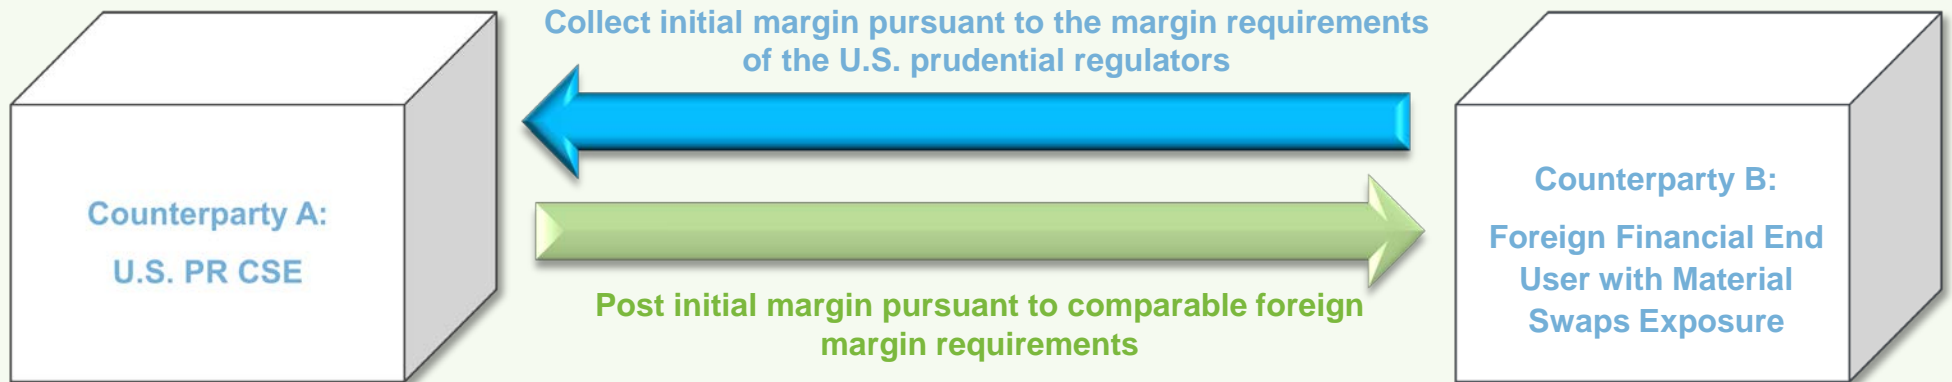 Collect initial margin pursuant to the margin requirements
of the U.S. prudential regulators
Counterparty A:
U.S. PR CSE
Counterparty B:
Foreign Financial End
User with Material
Swaps Exposure
Post initial margin pursuant to comparable foreign
margin requirements